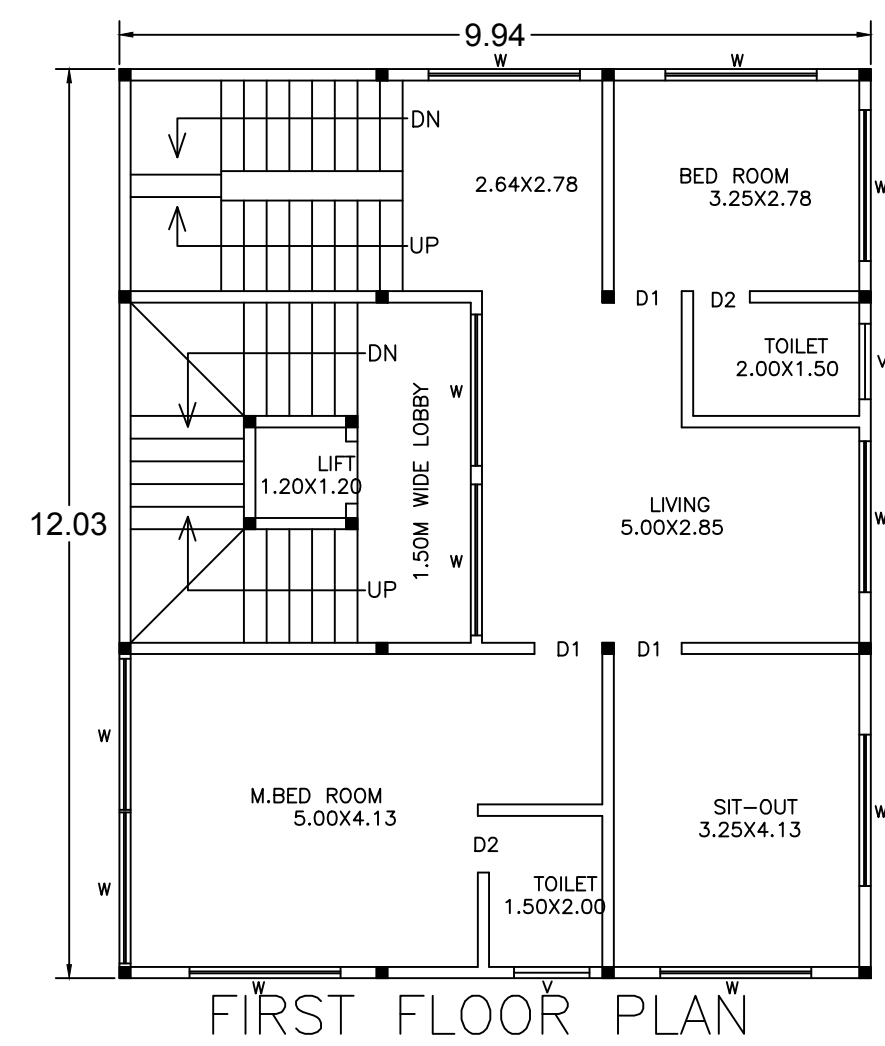 9.94
W
W
DN
2.64X2.78
BED ROOM
3.25X2.78
W
UP
D1
D2
TOILET
2.00X1.50
V
DN
W
1.50M WIDE LOBBY
LIFT
1.20X1.20
LIVING
5.00X2.85
W
12.03
W
UP
D1
D1
W
M.BED ROOM
5.00X4.13
SIT-OUT
3.25X4.13
W
D2
W
TOILET
1.50X2.00
W
V
W
FIRST FLOOR PLAN